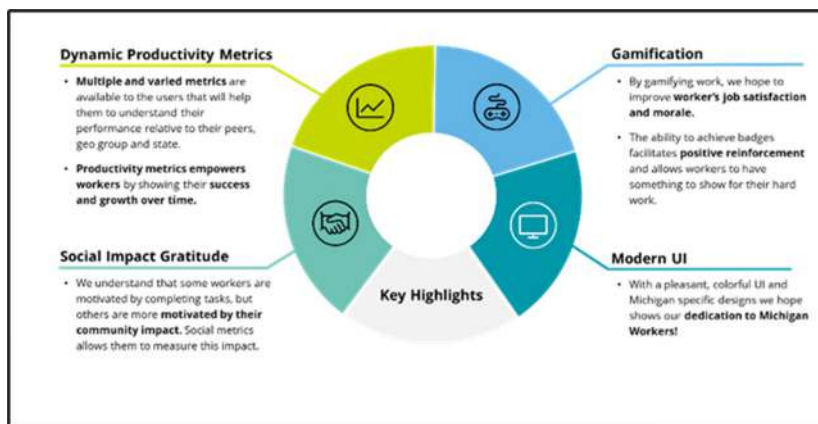 Dynamic Productivity Metrics
• Multiple and varied metrics are
available to the users that will help
them to understand their
performance relative to their peers,
geo group and state.
• Productivity metrics empowers
workers by showing their success
and growth over time.
Social Impact Gratitude
• We understand that some workers are
motivated by completing tasks, but
others are more motivated by their
community impact. Social metrics
allows them to measure this impact.
Key Highlights
Gamification
• By gamifying work, we hope to
improve worker's job satisfaction
and morale.
• The ability to achieve badges
facilitates positive reinforcement
and allows workers to have
something to show for their hard
work.
Modern UI
• With a pleasant, colorful UI and
Michigan specific designs we hope
shows our dedication to Michigan
Workers!